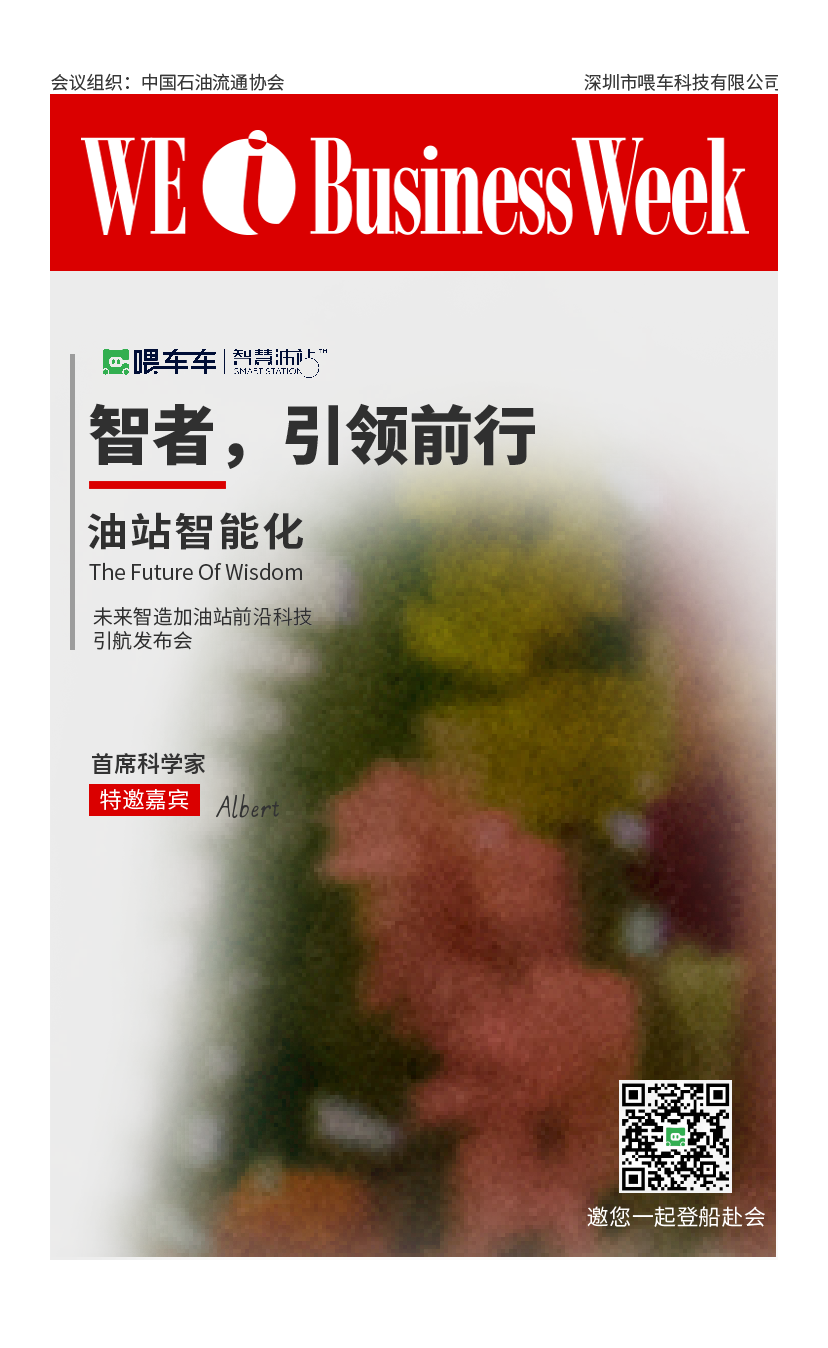 会议组织：中国石油流通协会
深圳市喂车科技有限公司
WE i BusinessWeek
喂车车 智慧油站™
SMART STATION
智者，引领前行
油站智能化
The Future Of Wisdom
未来智造加油站前沿科技
引航发布会
首席科学家
特邀嘉宾 Albert
邀您一起登船赴会